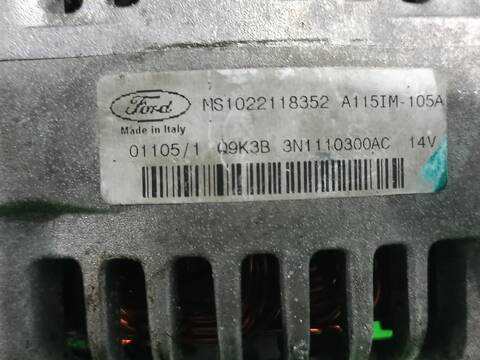 Ford MS1022118352 A115IM-105A
Made in Italy
01105/1 Q9K3B 3N1110300AC 14V